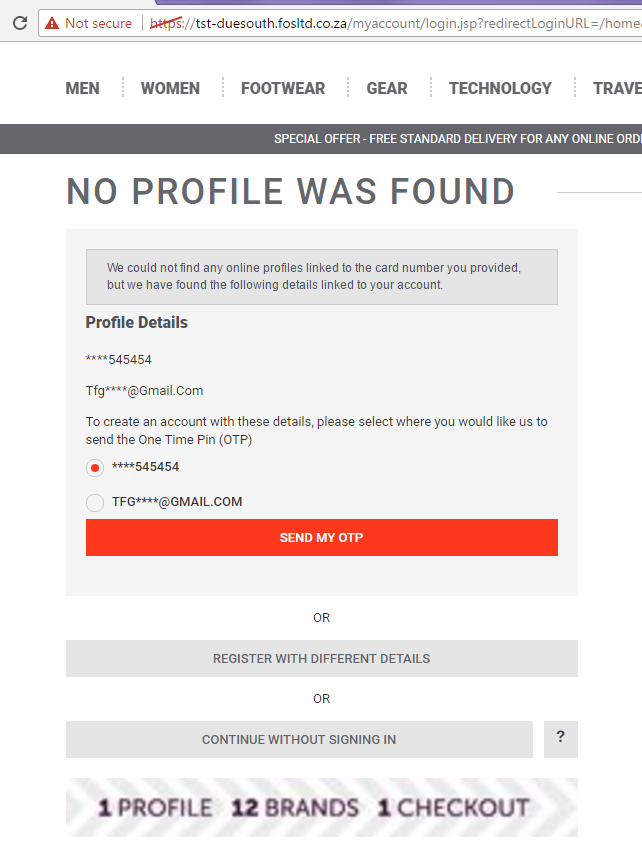 Not secure | https://tst-duesouth.fosltd.co.za/myaccount/login.jsp?redirectLoginURL=/home
MEN WOMEN FOOTWEAR GEAR TECHNOLOGY TRAVE
SPECIAL OFFER - FREE STANDARD DELIVERY FOR ANY ONLINE ORD
NO PROFILE WAS FOUND
We could not find any online profiles linked to the card number you provided,
but we have found the following details linked to your account.
Profile Details
****545454
Tfg****@Gmail.Com
To create an account with these details, please select where you would like us to
send the One Time Pin (OTP)
****545454
TFG****@GMAIL.COM
SEND MY OTP
OR
REGISTER WITH DIFFERENT DETAILS
OR
CONTINUE WITHOUT SIGNING IN
?
1 PROFILE 12 BRANDS 1 CHECKOUT